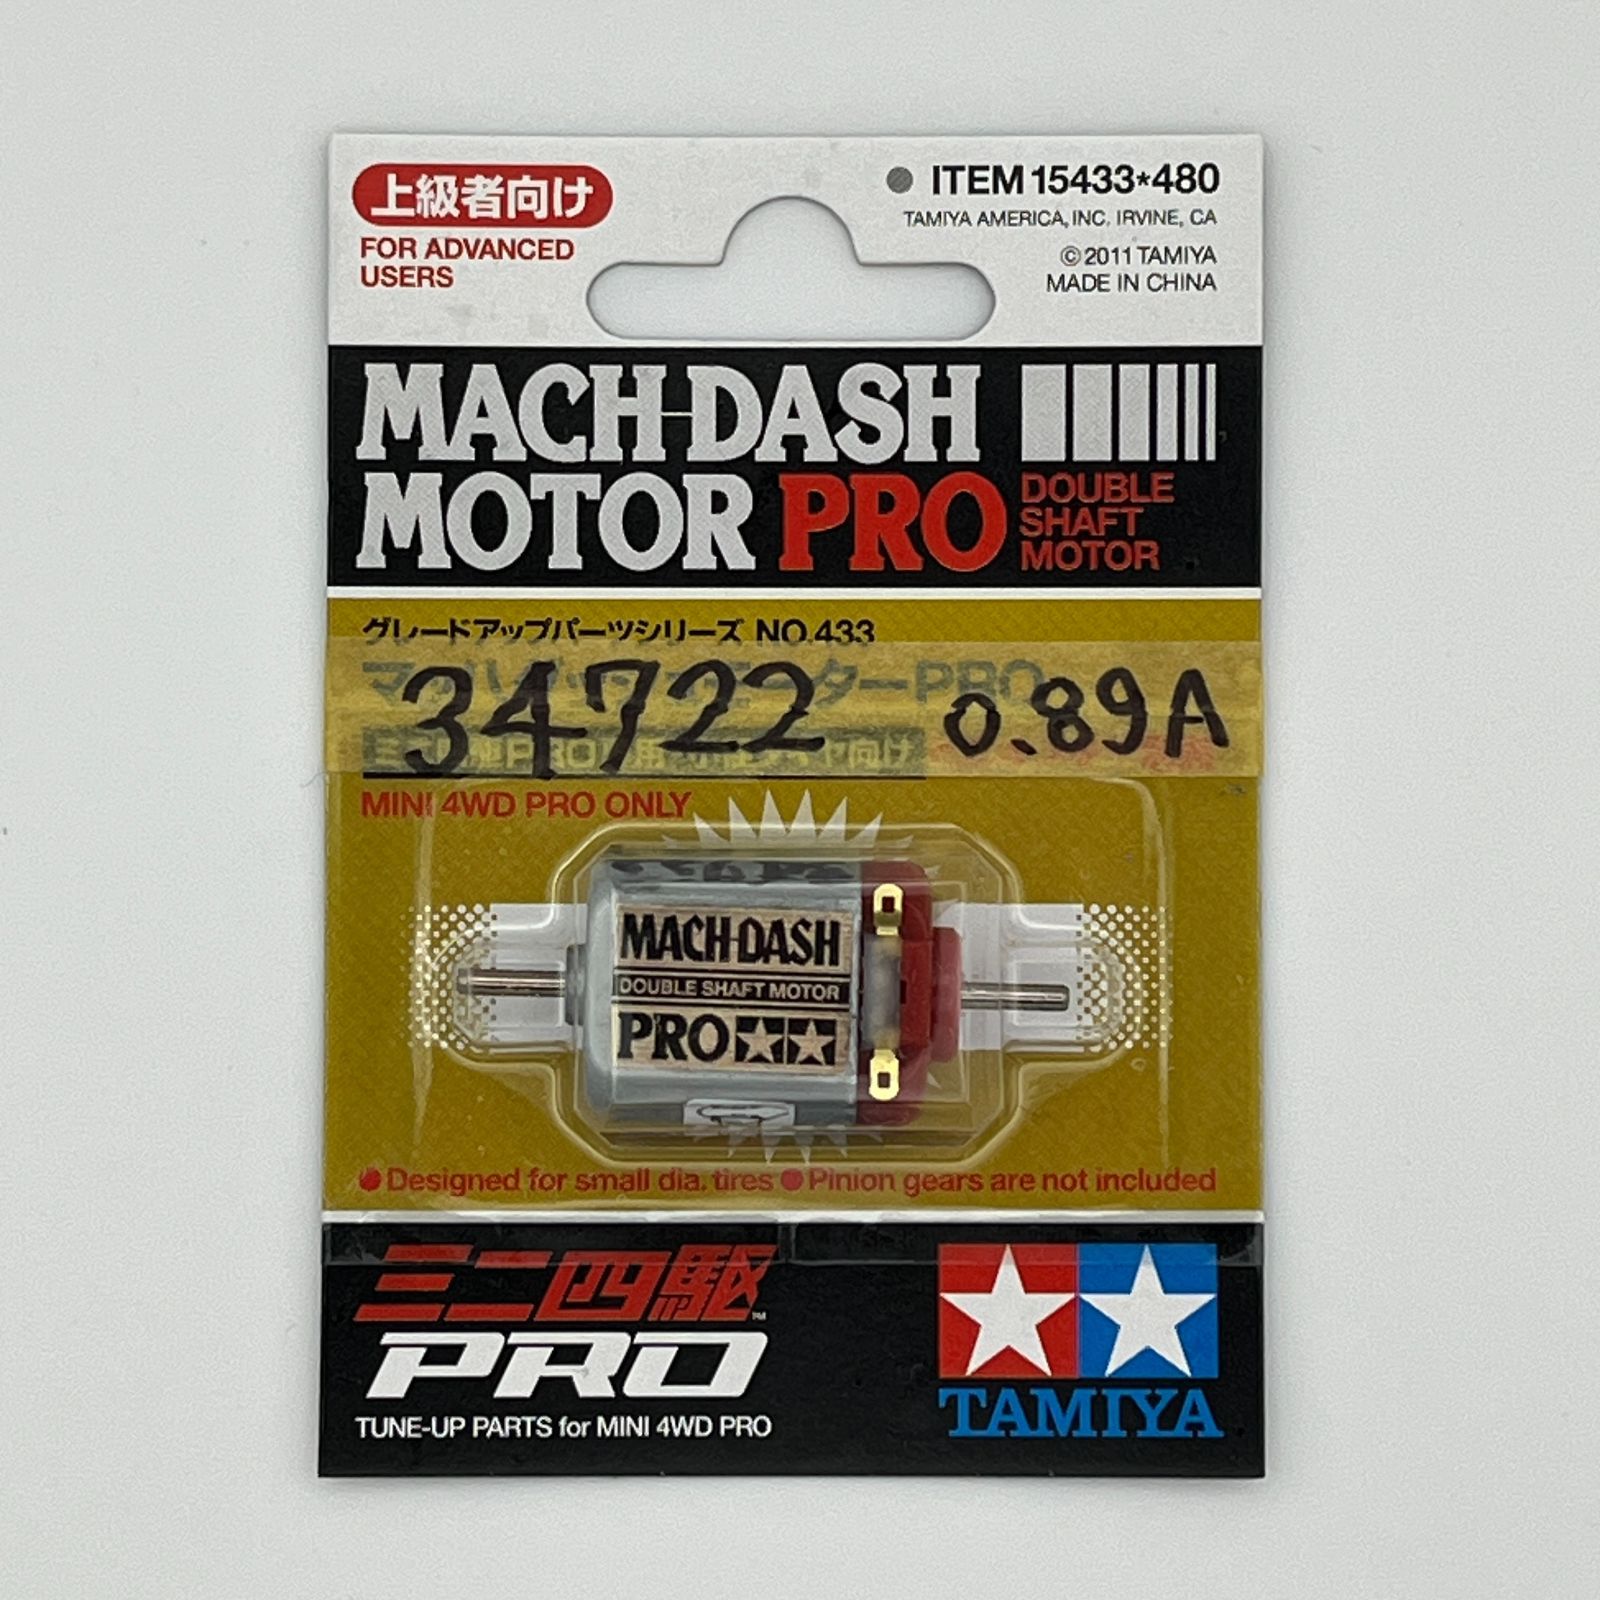 上級者向け
FOR ADVANCED
USERS
ITEM 15433*480
TAMIYA AMERICA, INC. IRVINE, CA
©2011 TAMIYA
MADE IN CHINA
MACH-DASH
MOTOR PRO
DOUBLE
SHAFT
MOTOR
グレードアップパーツシリーズ NO.433
34722 0.89A
MINI 4WD PRO ONLY
MACH-DASH
DOUBLE SHAFT MOTOR
PRO
●Designed for small dia. tires ●Pinion gears are not included
ミニ四駆
TM
PRO
TUNE-UP PARTS for MINI 4WD PRO
TAMIYA